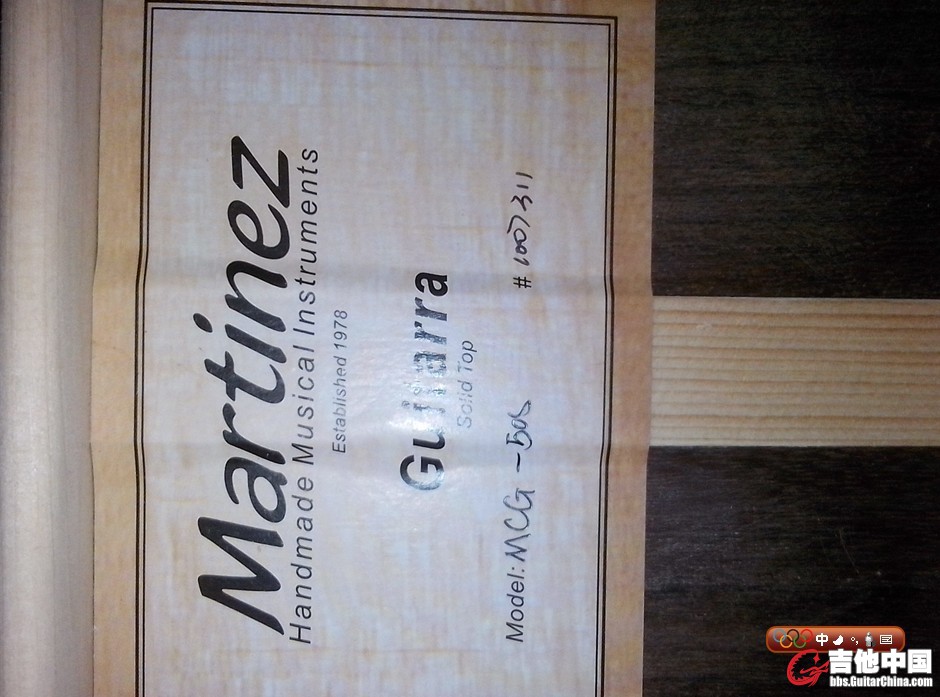 Martinez
Handmade Musical Instruments
Established 1978
Guitarra
Solid Top
Model: MCG-50S #1007311
中
吉他中国
bbs.GuitarChina.com